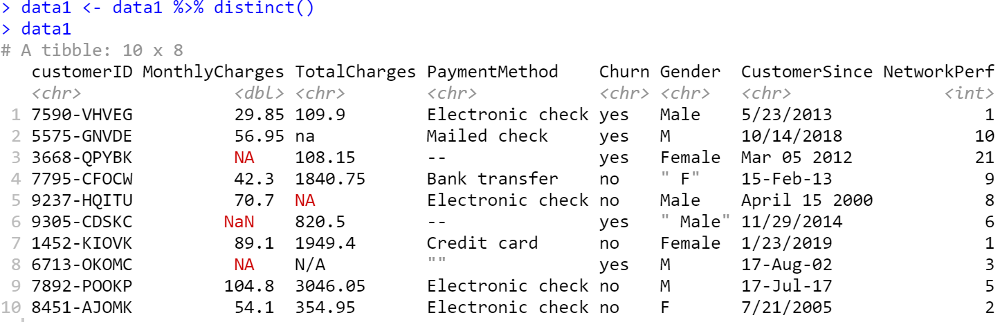 > data1 <- data1 %>% distinct()
> data1
# A tibble: 10 x 8
customerID MonthlyCharges TotalCharges PaymentMethod Churn Gender CustomerSince NetworkPerf
<chr> <dbl> <chr> <chr> <chr> <chr> <chr> <int>
1 7590-VHVEG 29.85 109.9 Electronic check yes Male 5/23/2013 1
2 5575-GNVDE 56.95 na Mailed check yes M 10/14/2018 10
3 3668-QPYBK NA 108.15 -- yes Female Mar 05 2012 21
4 7795-CFOCW 42.3 1840.75 Bank transfer no " F" 15-Feb-13 9
5 9237-HQITU 70.7 NA Electronic check no Male April 15 2000 8
6 9305-CDSKC NaN 820.5 -- yes " Male" 11/29/2014 6
7 1452-KIOVK 89.1 1949.4 Credit card no Female 1/23/2019 1
8 6713-OKOMC NA N/A "" yes M 17-Aug-02 3
9 7892-POOKP 104.8 3046.05 Electronic check no M 17-Jul-17 5
10 8451-AJOMK 54.1 354.95 Electronic check no F 7/21/2005 2